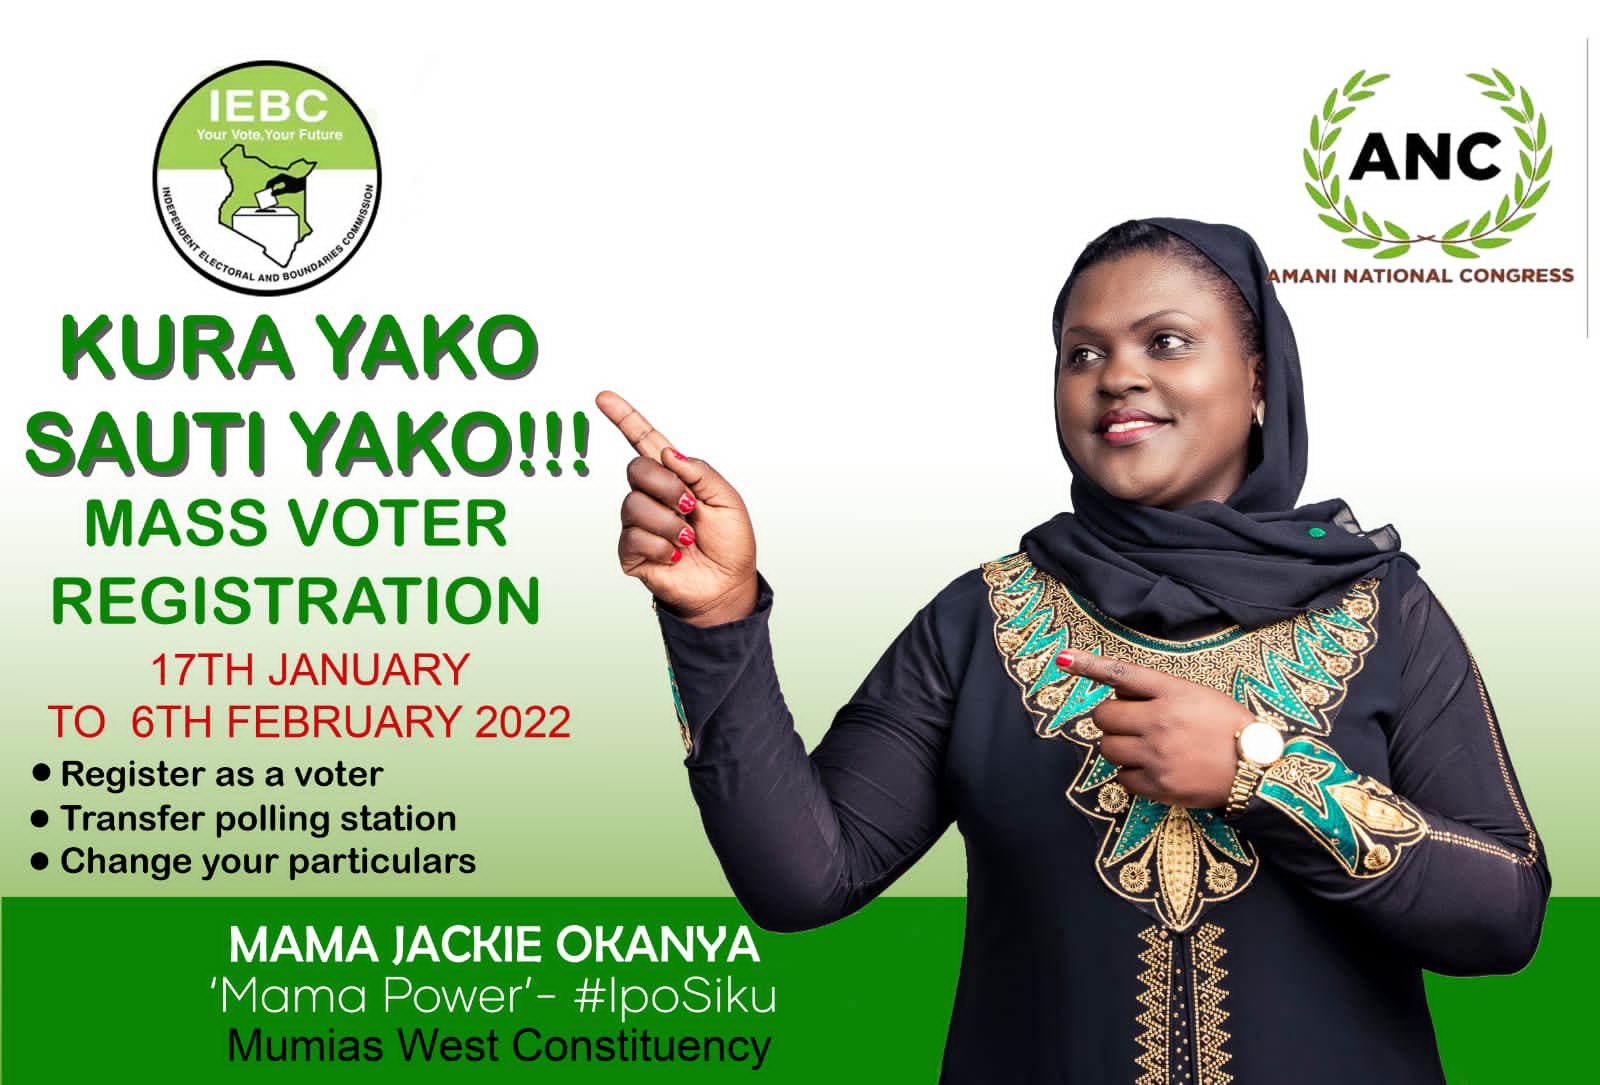 IEBC
Your Vote,Your Future
INDEPENDENT ELECTORAL AND BOUNDARIES COMMISSION
ANC
AMANI NATIONAL CONGRESS
KURA YAKO
SAUTI YAKO!!!
MASS VOTER
REGISTRATION
17TH JANUARY
TO 6TH FEBRUARY 2022
• Register as a voter
• Transfer polling station
• Change your particulars
MAMA JACKIE OKANYA
‘Mama Power’- #IpoSiku
Mumias West Constituency